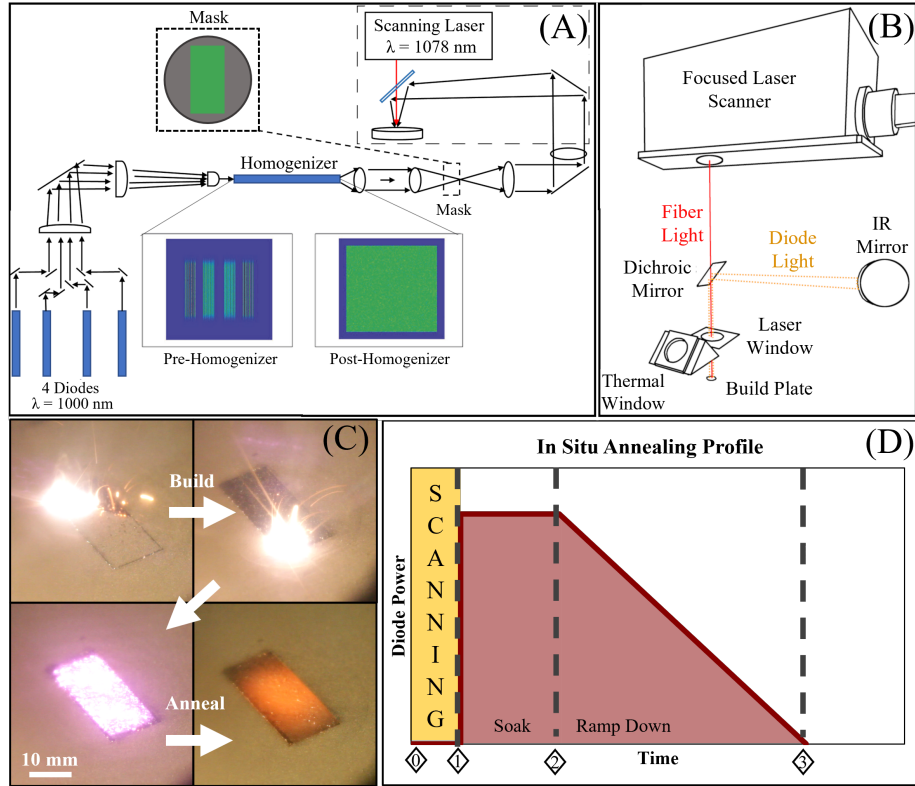 Mask
(A)
Scanning Laser
λ = 1078 nm
Homogenizer
Mask
Pre-Homogenizer
Post-Homogenizer
4 Diodes
λ = 1000 nm
(B)
Focused Laser
Scanner
Fiber
Light
Diode
Light
IR
Mirror
Dichroic
Mirror
Laser
Window
Thermal
Window
Build Plate
(C)
Build
Anneal
10 mm
(D)
In Situ Annealing Profile
Diode Power
SCANNING
Soak
Ramp Down
0
1
2
3
Time